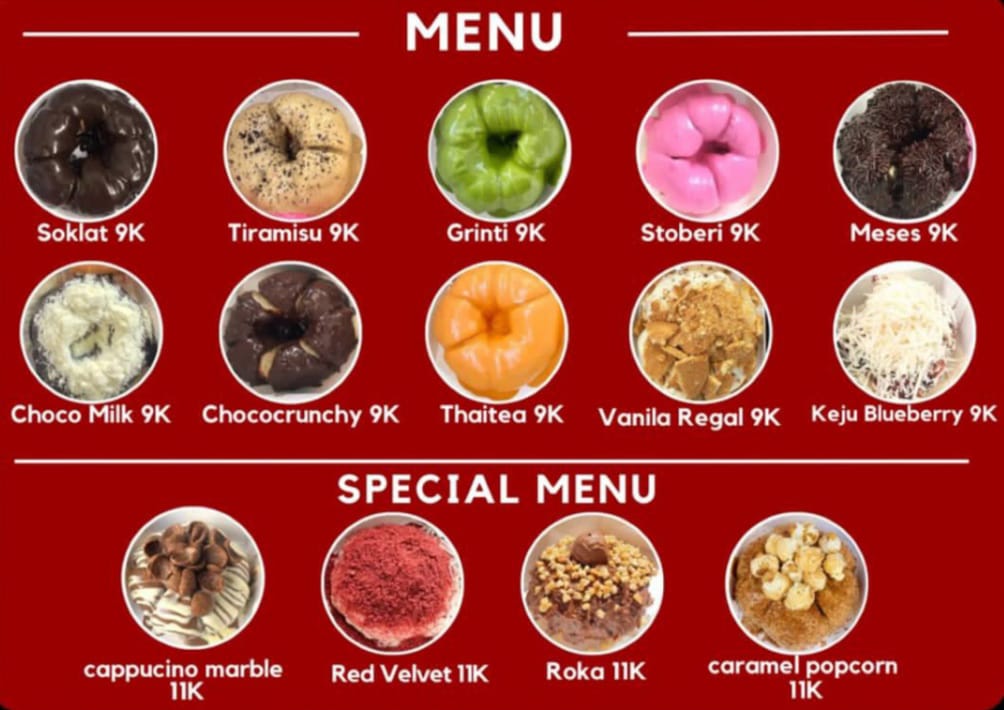 MENU
Soklat 9K
Tiramisu 9K
Grinti 9K
Stoberi 9K
Meses 9K
Choco Milk 9K
Chococrunchy 9K
Thaitea 9K
Vanila Regal 9K
Keju Blueberry 9K
SPECIAL MENU
cappucino marble
11K
Red Velvet 11K
Roka 11K
caramel popcorn
11K